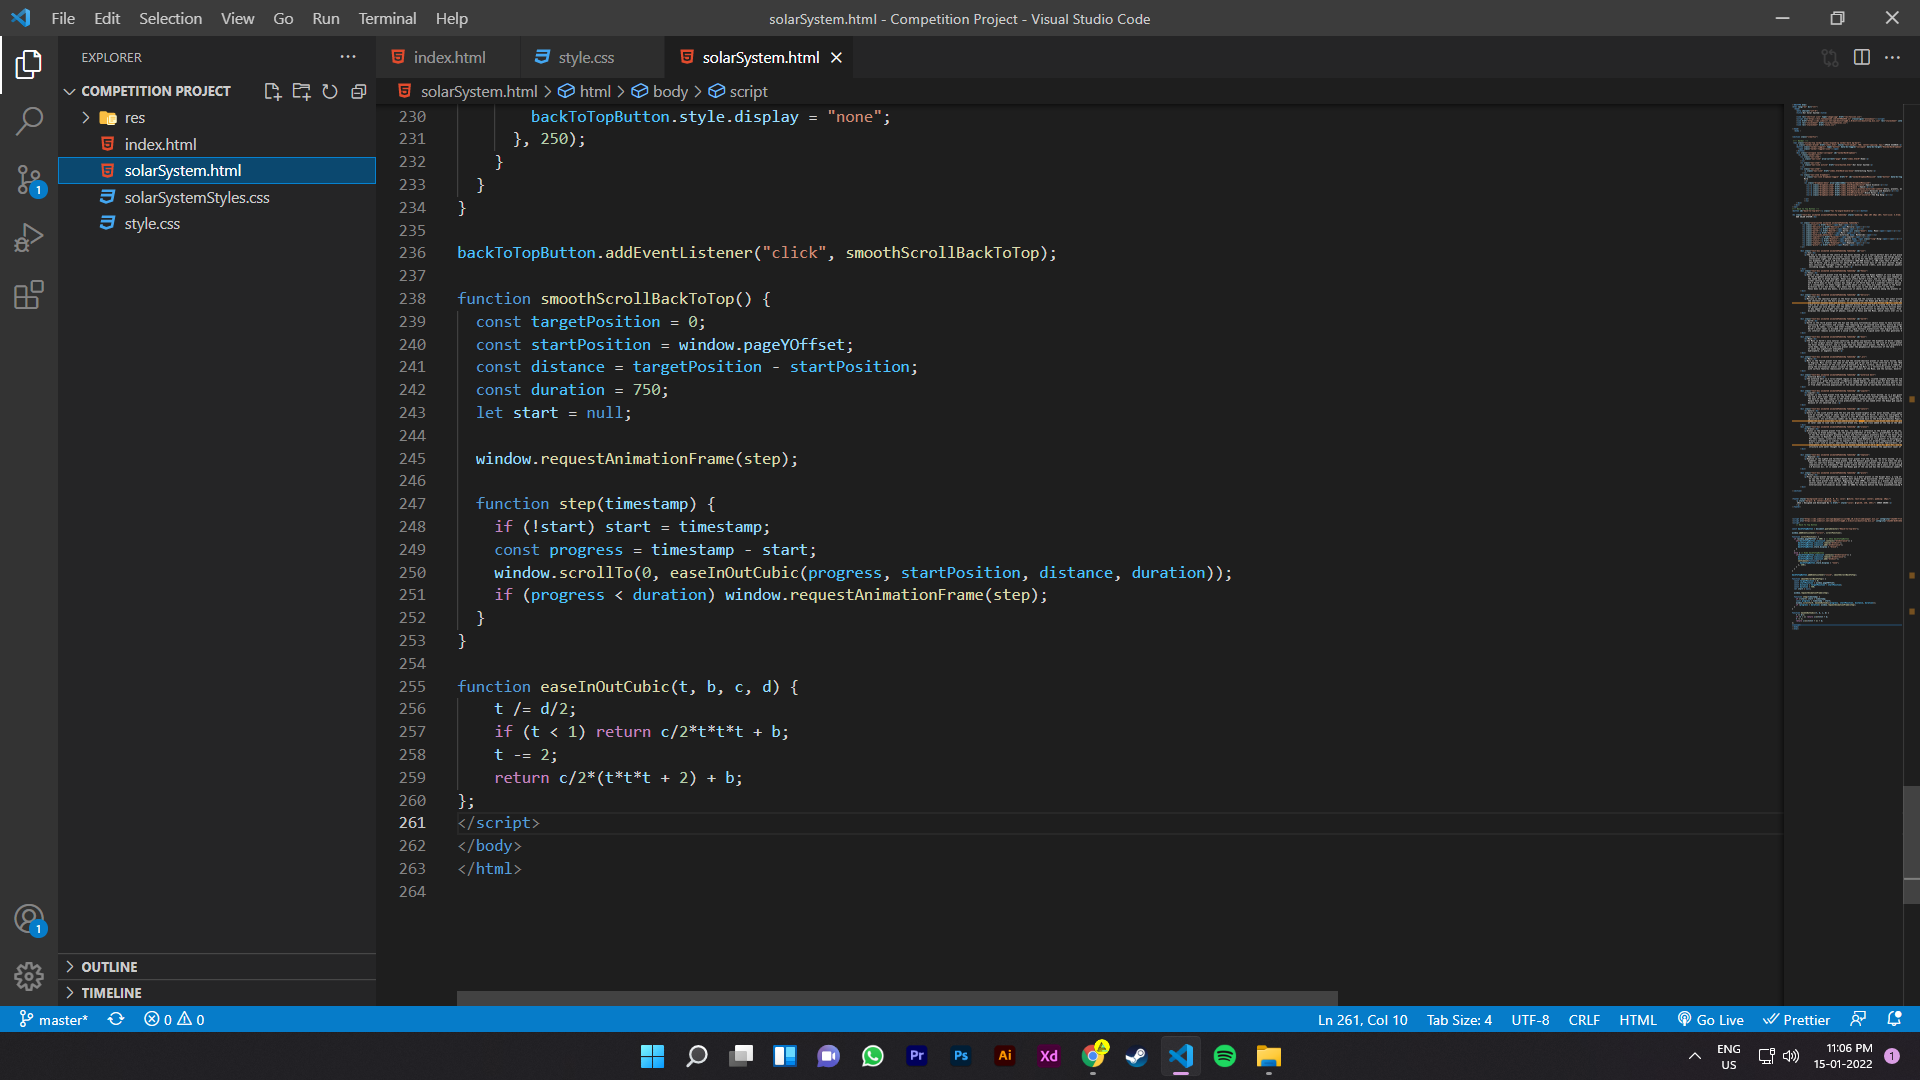 File Edit Selection View Go Run Terminal Help
solarSystem.html - Competition Project - Visual Studio Code
EXPLORER
COMPETITION PROJECT
res
index.html
solarSystem.html
solarSystemStyles.css
style.css
OUTLINE
TIMELINE
1
1
index.html style.css solarSystem.html
solarSystem.html > html > body > script
230 backToTopButton.style.display = "none";
231 }, 250);
232 }
233 }
234 }
235
236 backToTopButton.addEventListener("click", smoothScrollBackToTop);
237
238 function smoothScrollBackToTop() {
239 const targetPosition = 0;
240 const startPosition = window.pageYOffset;
241 const distance = targetPosition - startPosition;
242 const duration = 750;
243 let start = null;
244
245 window.requestAnimationFrame(step);
246
247 function step(timestamp) {
248 if (!start) start = timestamp;
249 const progress = timestamp - start;
250 window.scrollTo(0, easeInOutCubic(progress, startPosition, distance, duration));
251 if (progress < duration) window.requestAnimationFrame(step);
252 }
253 }
254
255 function easeInOutCubic(t, b, c, d) {
256 t /= d/2;
257 if (t < 1) return c/2*t*t*t + b;
258 t -= 2;
259 return c/2*(t*t*t + 2) + b;
260 };
261 </script>
262 </body>
263 </html>
264
master* 0 0
Ln 261, Col 10 Tab Size: 4 UTF-8 CRLF HTML Go Live Prettier
Pr Ps Ai Xd
ENG
US
11:06 PM
15-01-2022
1